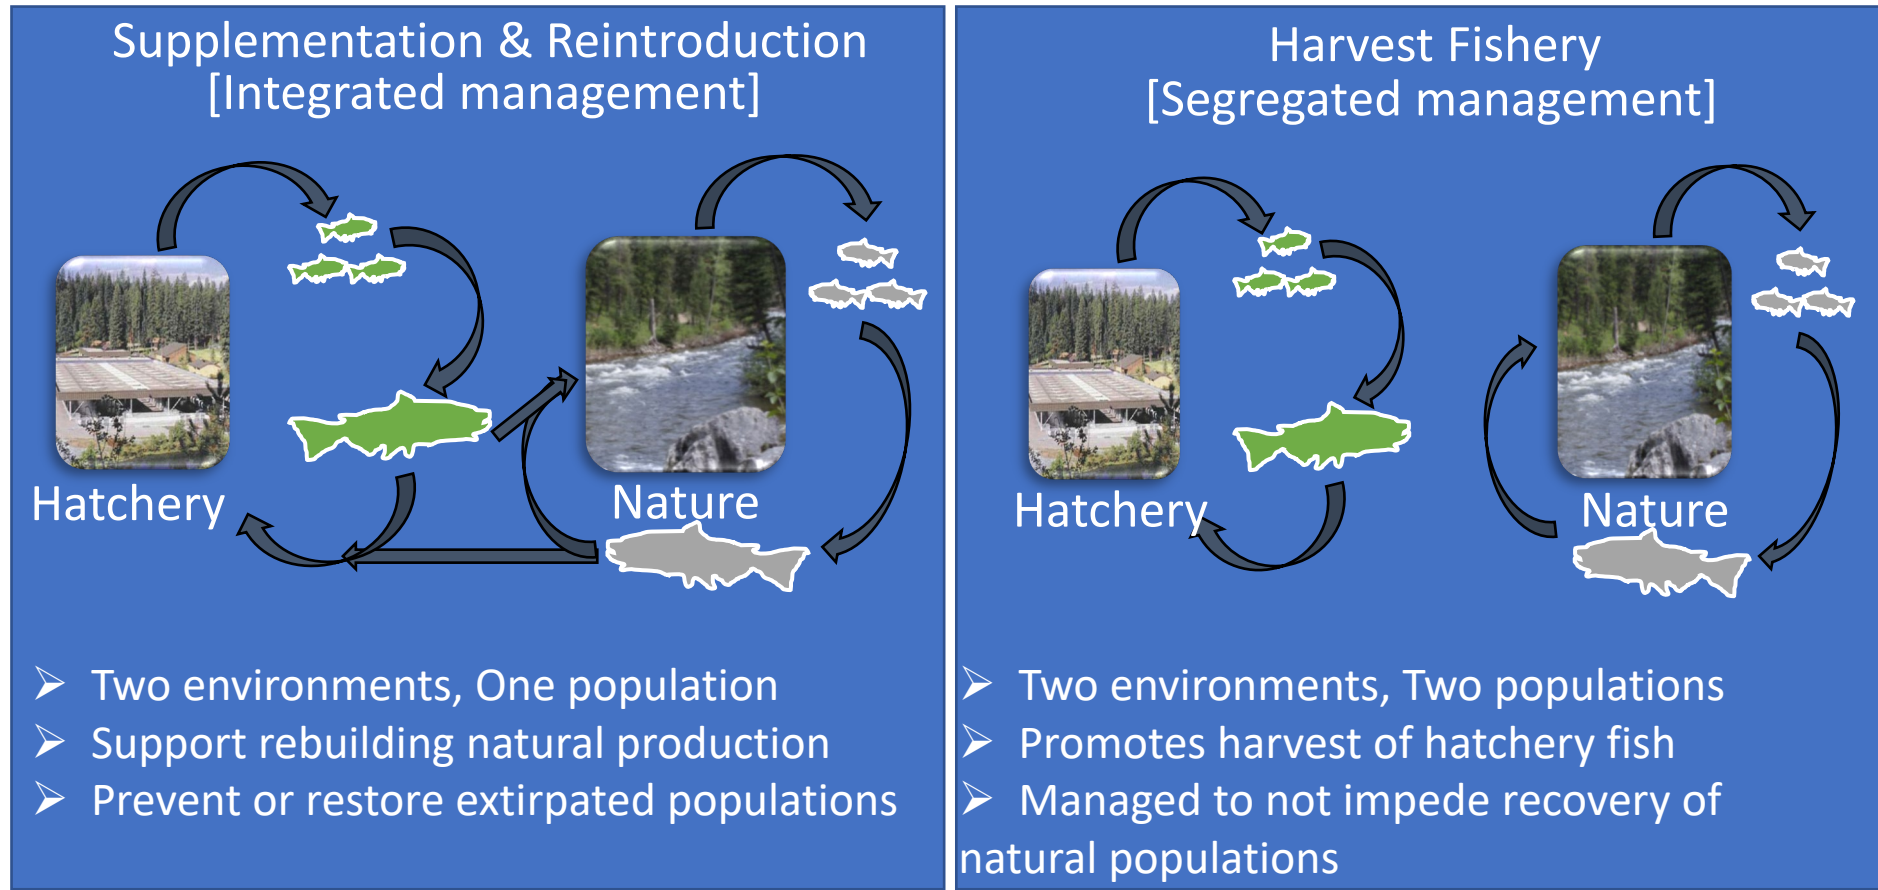 Supplementation & Reintroduction
[Integrated management]
Hatchery
Nature
➢ Two environments, One population
➢ Support rebuilding natural production
➢ Prevent or restore extirpated populations
Harvest Fishery
[Segregated management]
Hatchery
Nature
➢ Two environments, Two populations
➢ Promotes harvest of hatchery fish
➢ Managed to not impede recovery of
natural populations